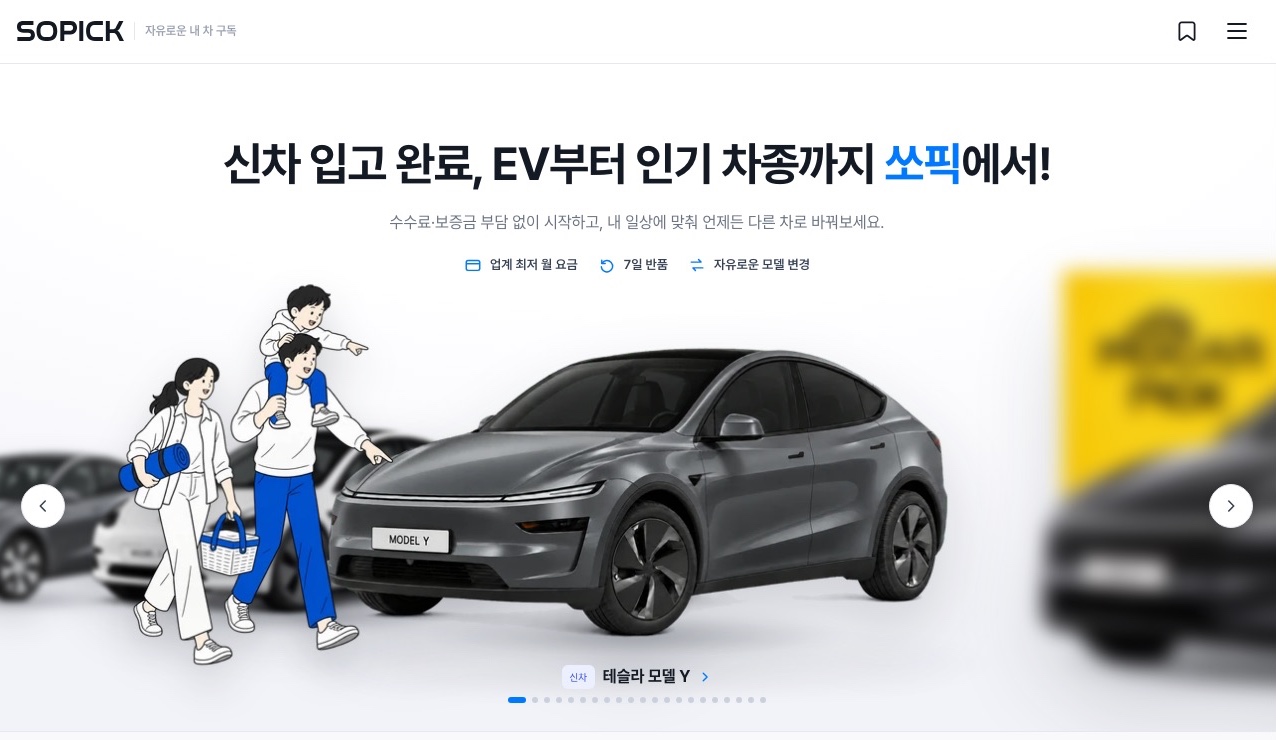 SOPICK
자유로운 내 차 구독
신차 입고 완료, EV부터 인기 차종까지 쏘픽에서!
수수료·보증금 부담 없이 시작하고, 내 일상에 맞춰 언제든 다른 차로 바꿔보세요.
업계 최저 월 요금
7일 반품
자유로운 모델 변경
MODEL Y
신차 테슬라 모델 Y